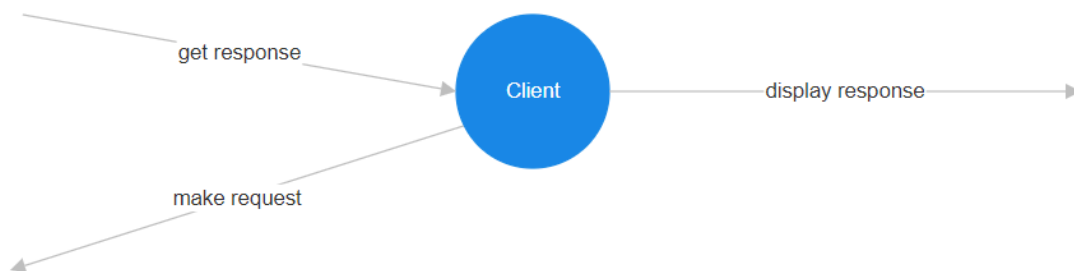 get response
Client
display response
make request